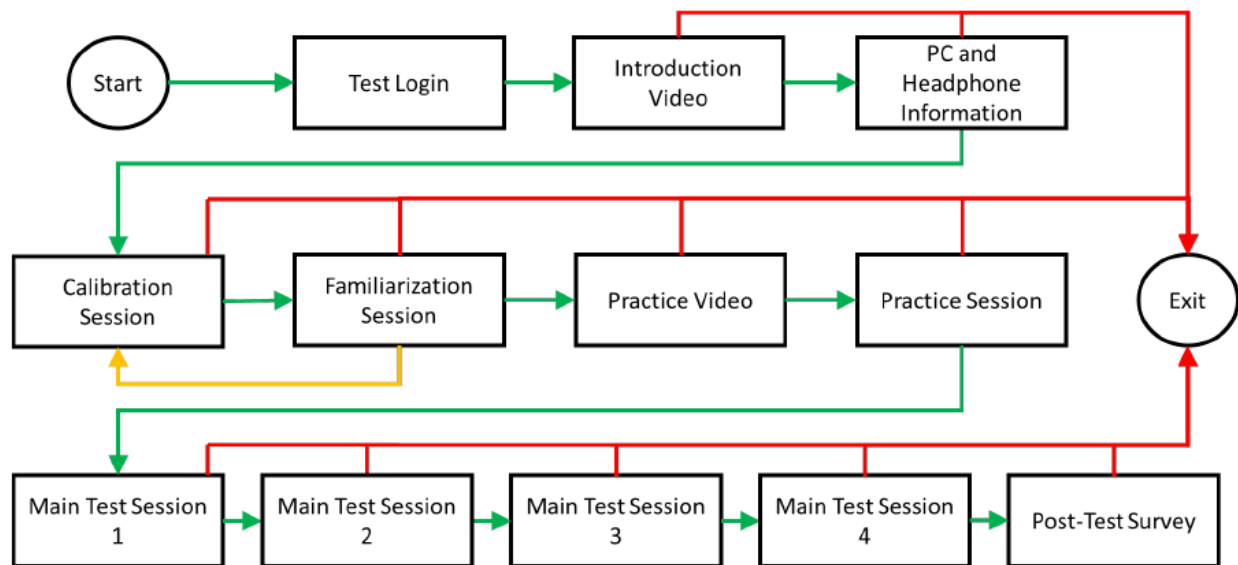 Start
Test Login
Introduction
Video
PC and
Headphone
Information
Calibration
Session
Familiarization
Session
Practice Video
Practice Session
Exit
Main Test Session
1
Main Test Session
2
Main Test Session
3
Main Test Session
4
Post-Test Survey